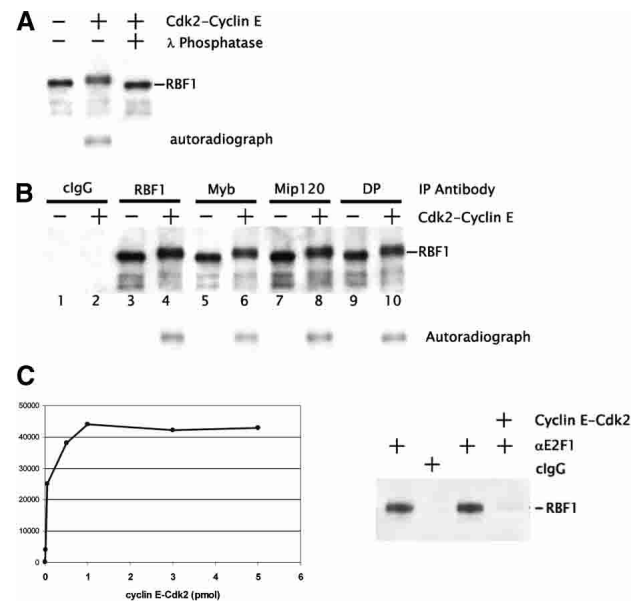 A
− + + Cdk2–Cyclin E
− − + λ Phosphatase
–RBF1
autoradiograph
B
cIgG RBF1 Myb Mip120 DP IP Antibody
− + − + − + − + − + Cdk2–Cyclin E
–RBF1
1 2 3 4 5 6 7 8 9 10
Autoradiograph
C
50000
40000
30000
20000
10000
0
0 1 2 3 4 5 6
cyclin E-Cdk2 (pmol)
+ Cyclin E-Cdk2
+ + + αE2F1
+ cIgG
–RBF1